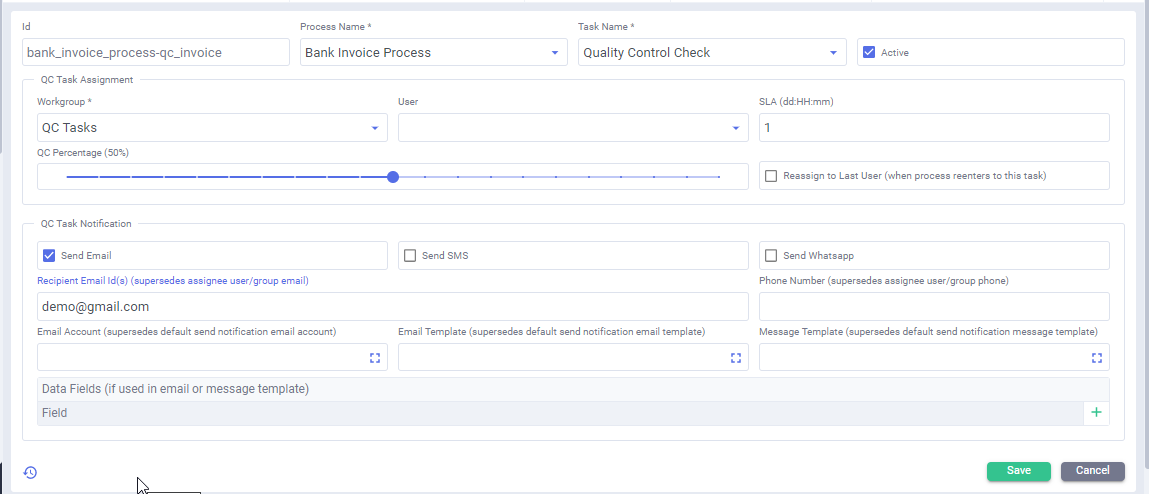 Id
Process Name *
Task Name *
bank_invoice_process-qc_invoice
Bank Invoice Process
Quality Control Check
Active
QC Task Assignment
Workgroup *
User
SLA (dd:HH:mm)
QC Tasks
1
QC Percentage (50%)
Reassign to Last User (when process reenters to this task)
QC Task Notification
Send Email
Send SMS
Send Whatsapp
Recipient Email Id(s) (supersedes assignee user/group email)
Phone Number (supersedes assignee user/group phone)
demo@gmail.com
Email Account (supersedes default send notification email account)
Email Template (supersedes default send notification email template)
Message Template (supersedes default send notification message template)
Data Fields (if used in email or message template)
Field
Save
Cancel